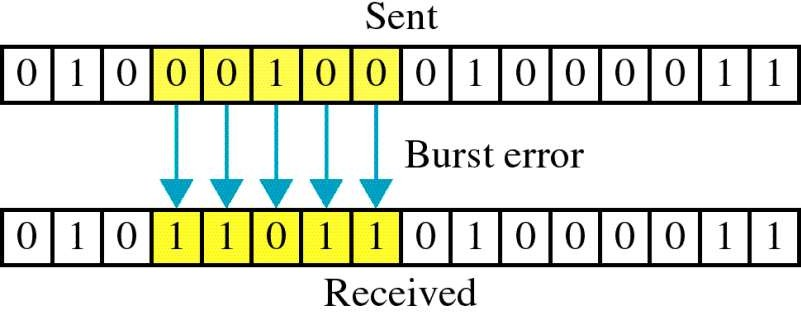 Sent
0 1 0 0 0 1 0 0 0 1 0 0 0 0 1 1
Burst error
0 1 0 1 1 0 1 1 0 1 0 0 0 0 1 1
Received